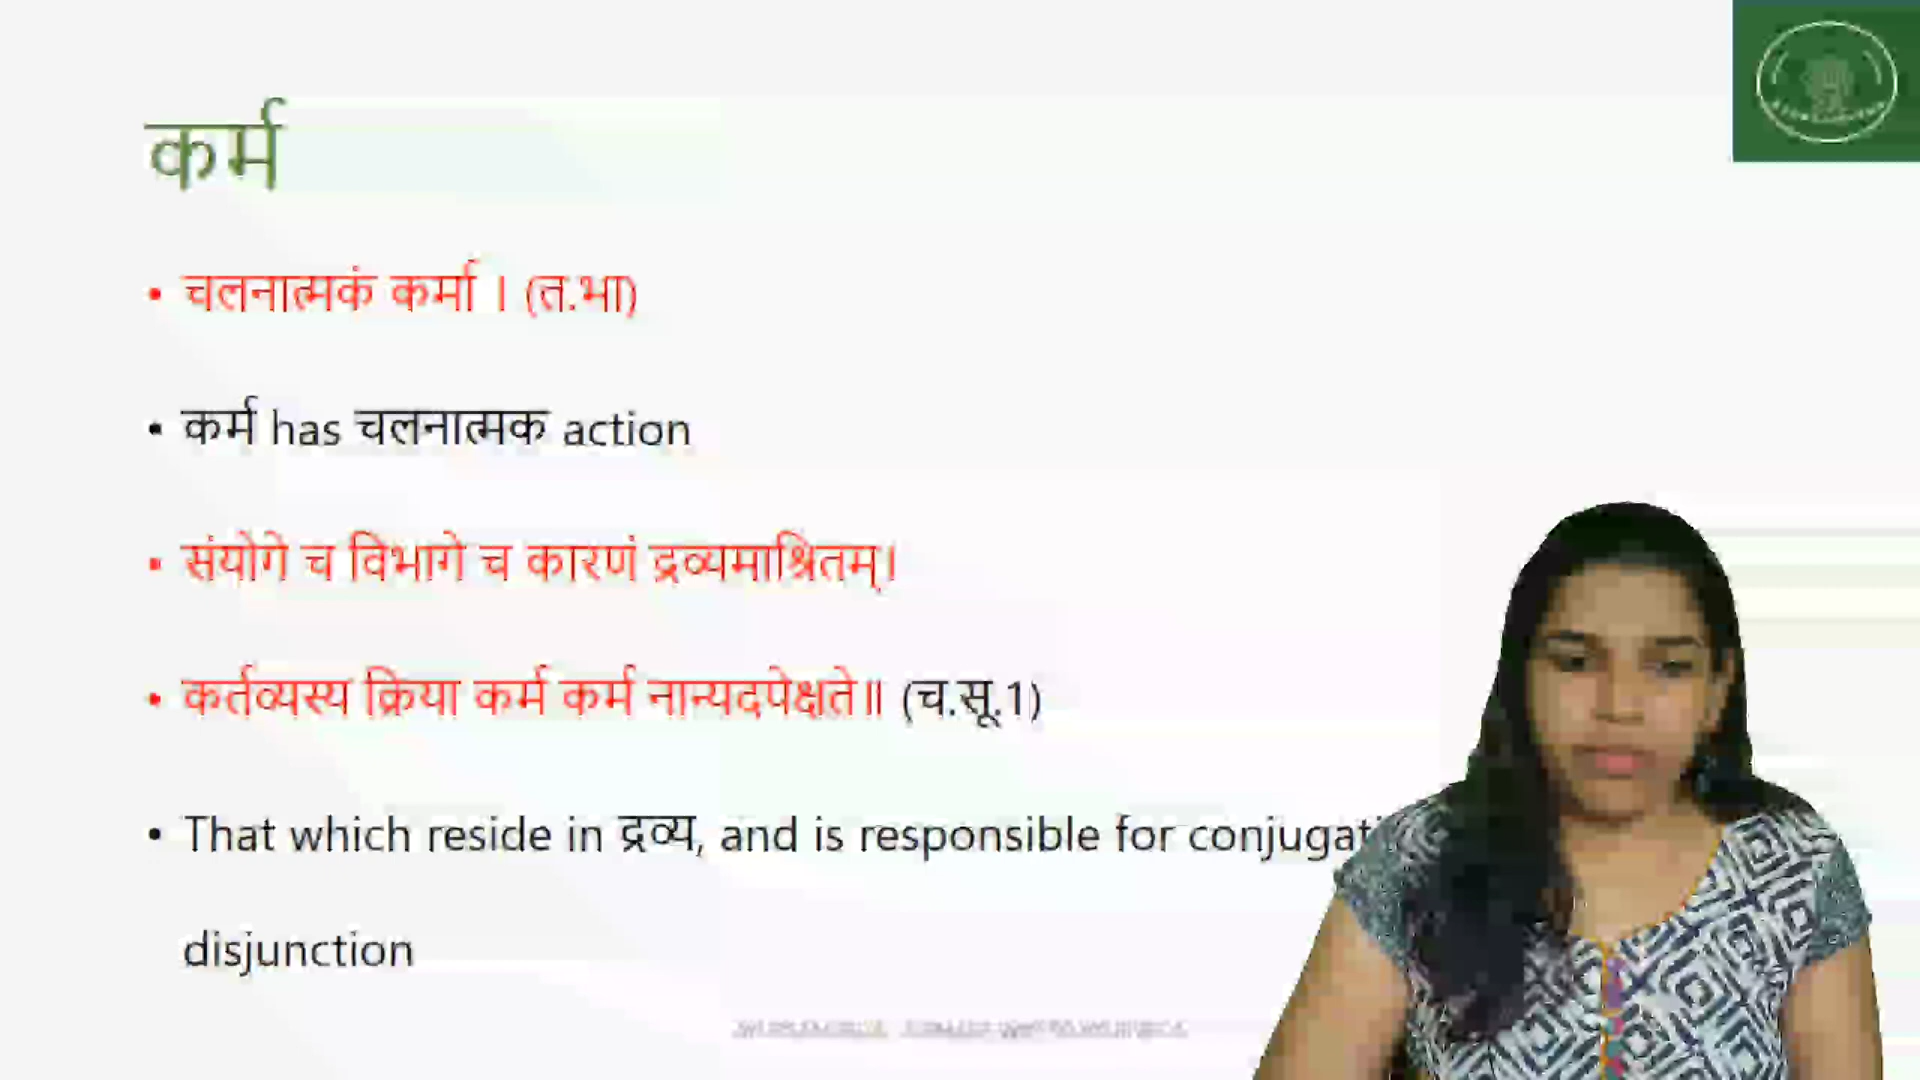 कर्म
• चलनात्मकं कर्मा । (त.भा)
• कर्म has चलनात्मक action
• संयोगे च विभागे च कारणं द्रव्यमाश्रितम्।
• कर्तव्यस्य क्रिया कर्म कर्म नान्यदपेक्षते॥ (च.सू.1)
• That which reside in द्रव्य, and is responsible for
disjunction